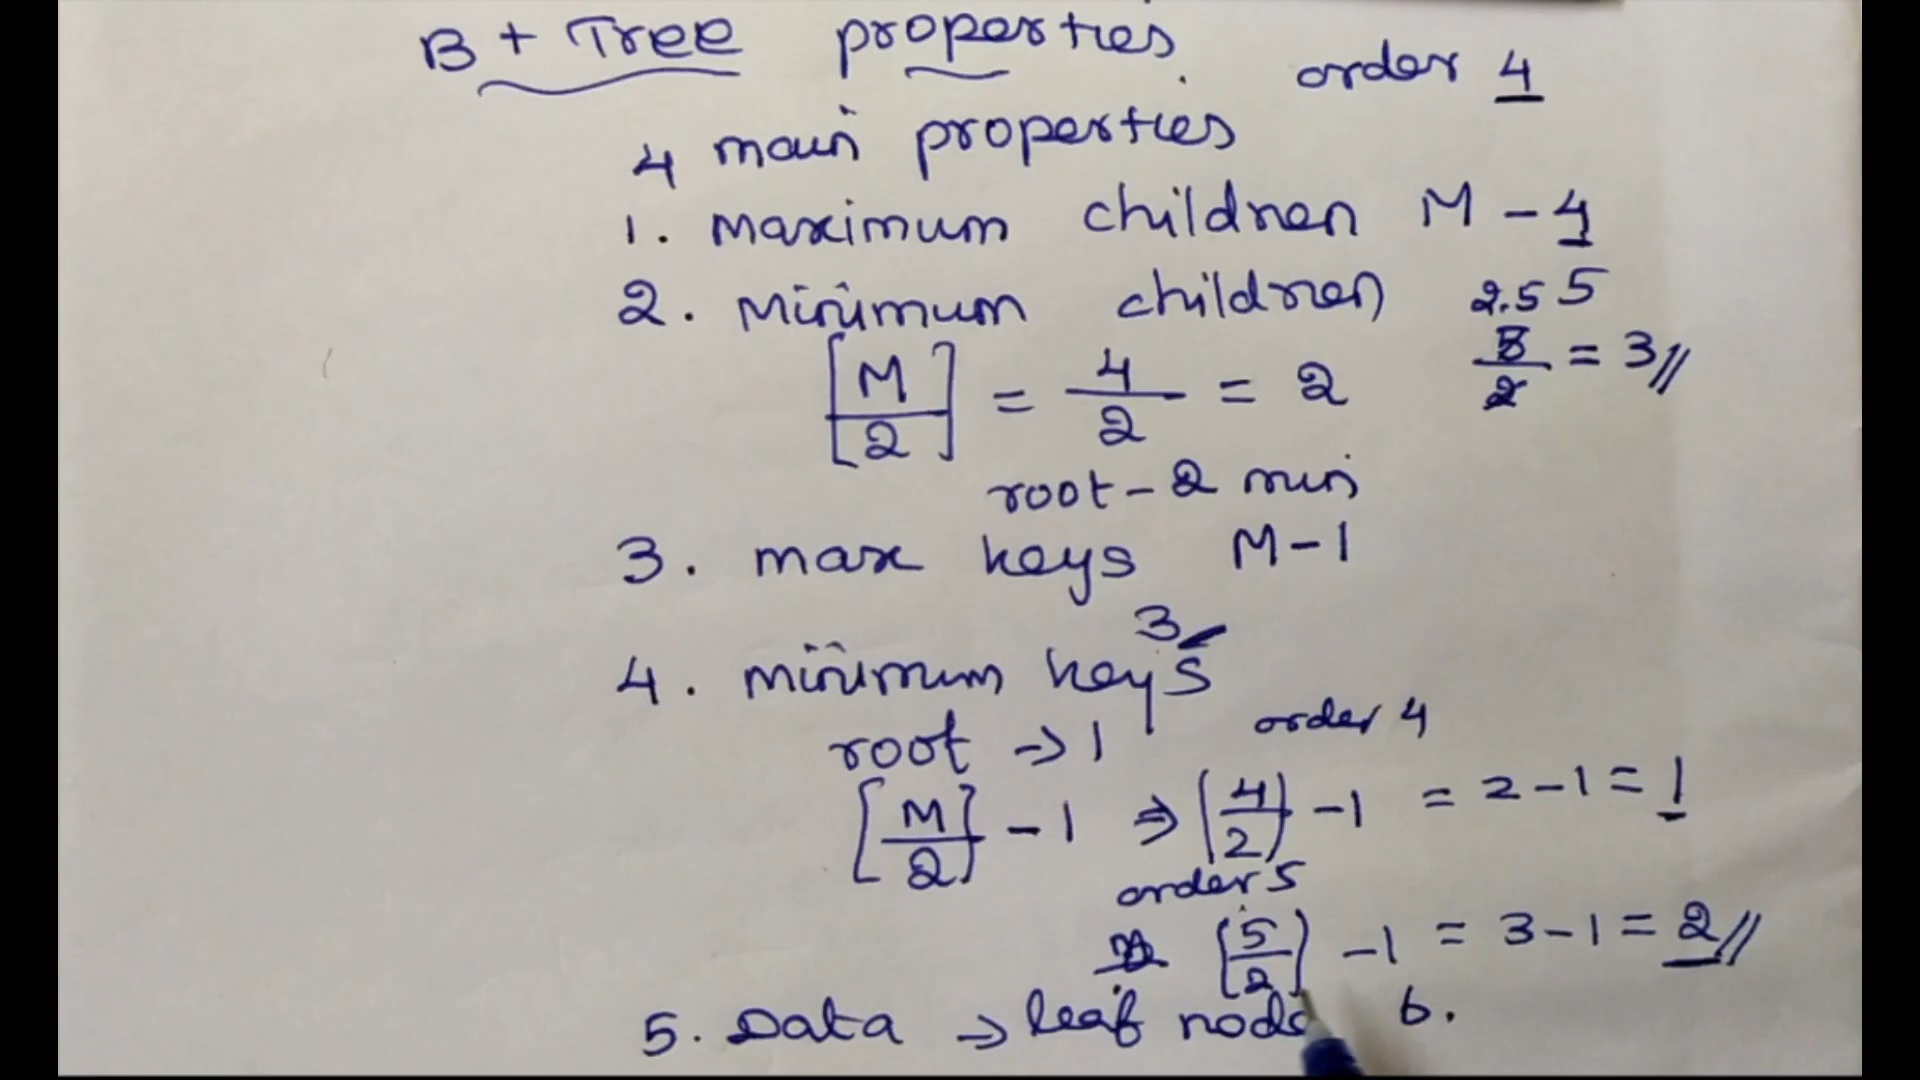 B + Tree properties
order 4
4 main properties
1. maximum children M - 4
2. Minimum children 2.5 5
[M/2] = 4/2 = 2 5/2 = 3//
root - 2 min
3. max keys M-1
3
4. minimum keys
root → 1 order 4
[M/2] - 1 ⇒ (4/2) - 1 = 2 - 1 = 1
order 5
[5/2] - 1 = 3 - 1 = 2//
5. Data → leaf node 6.